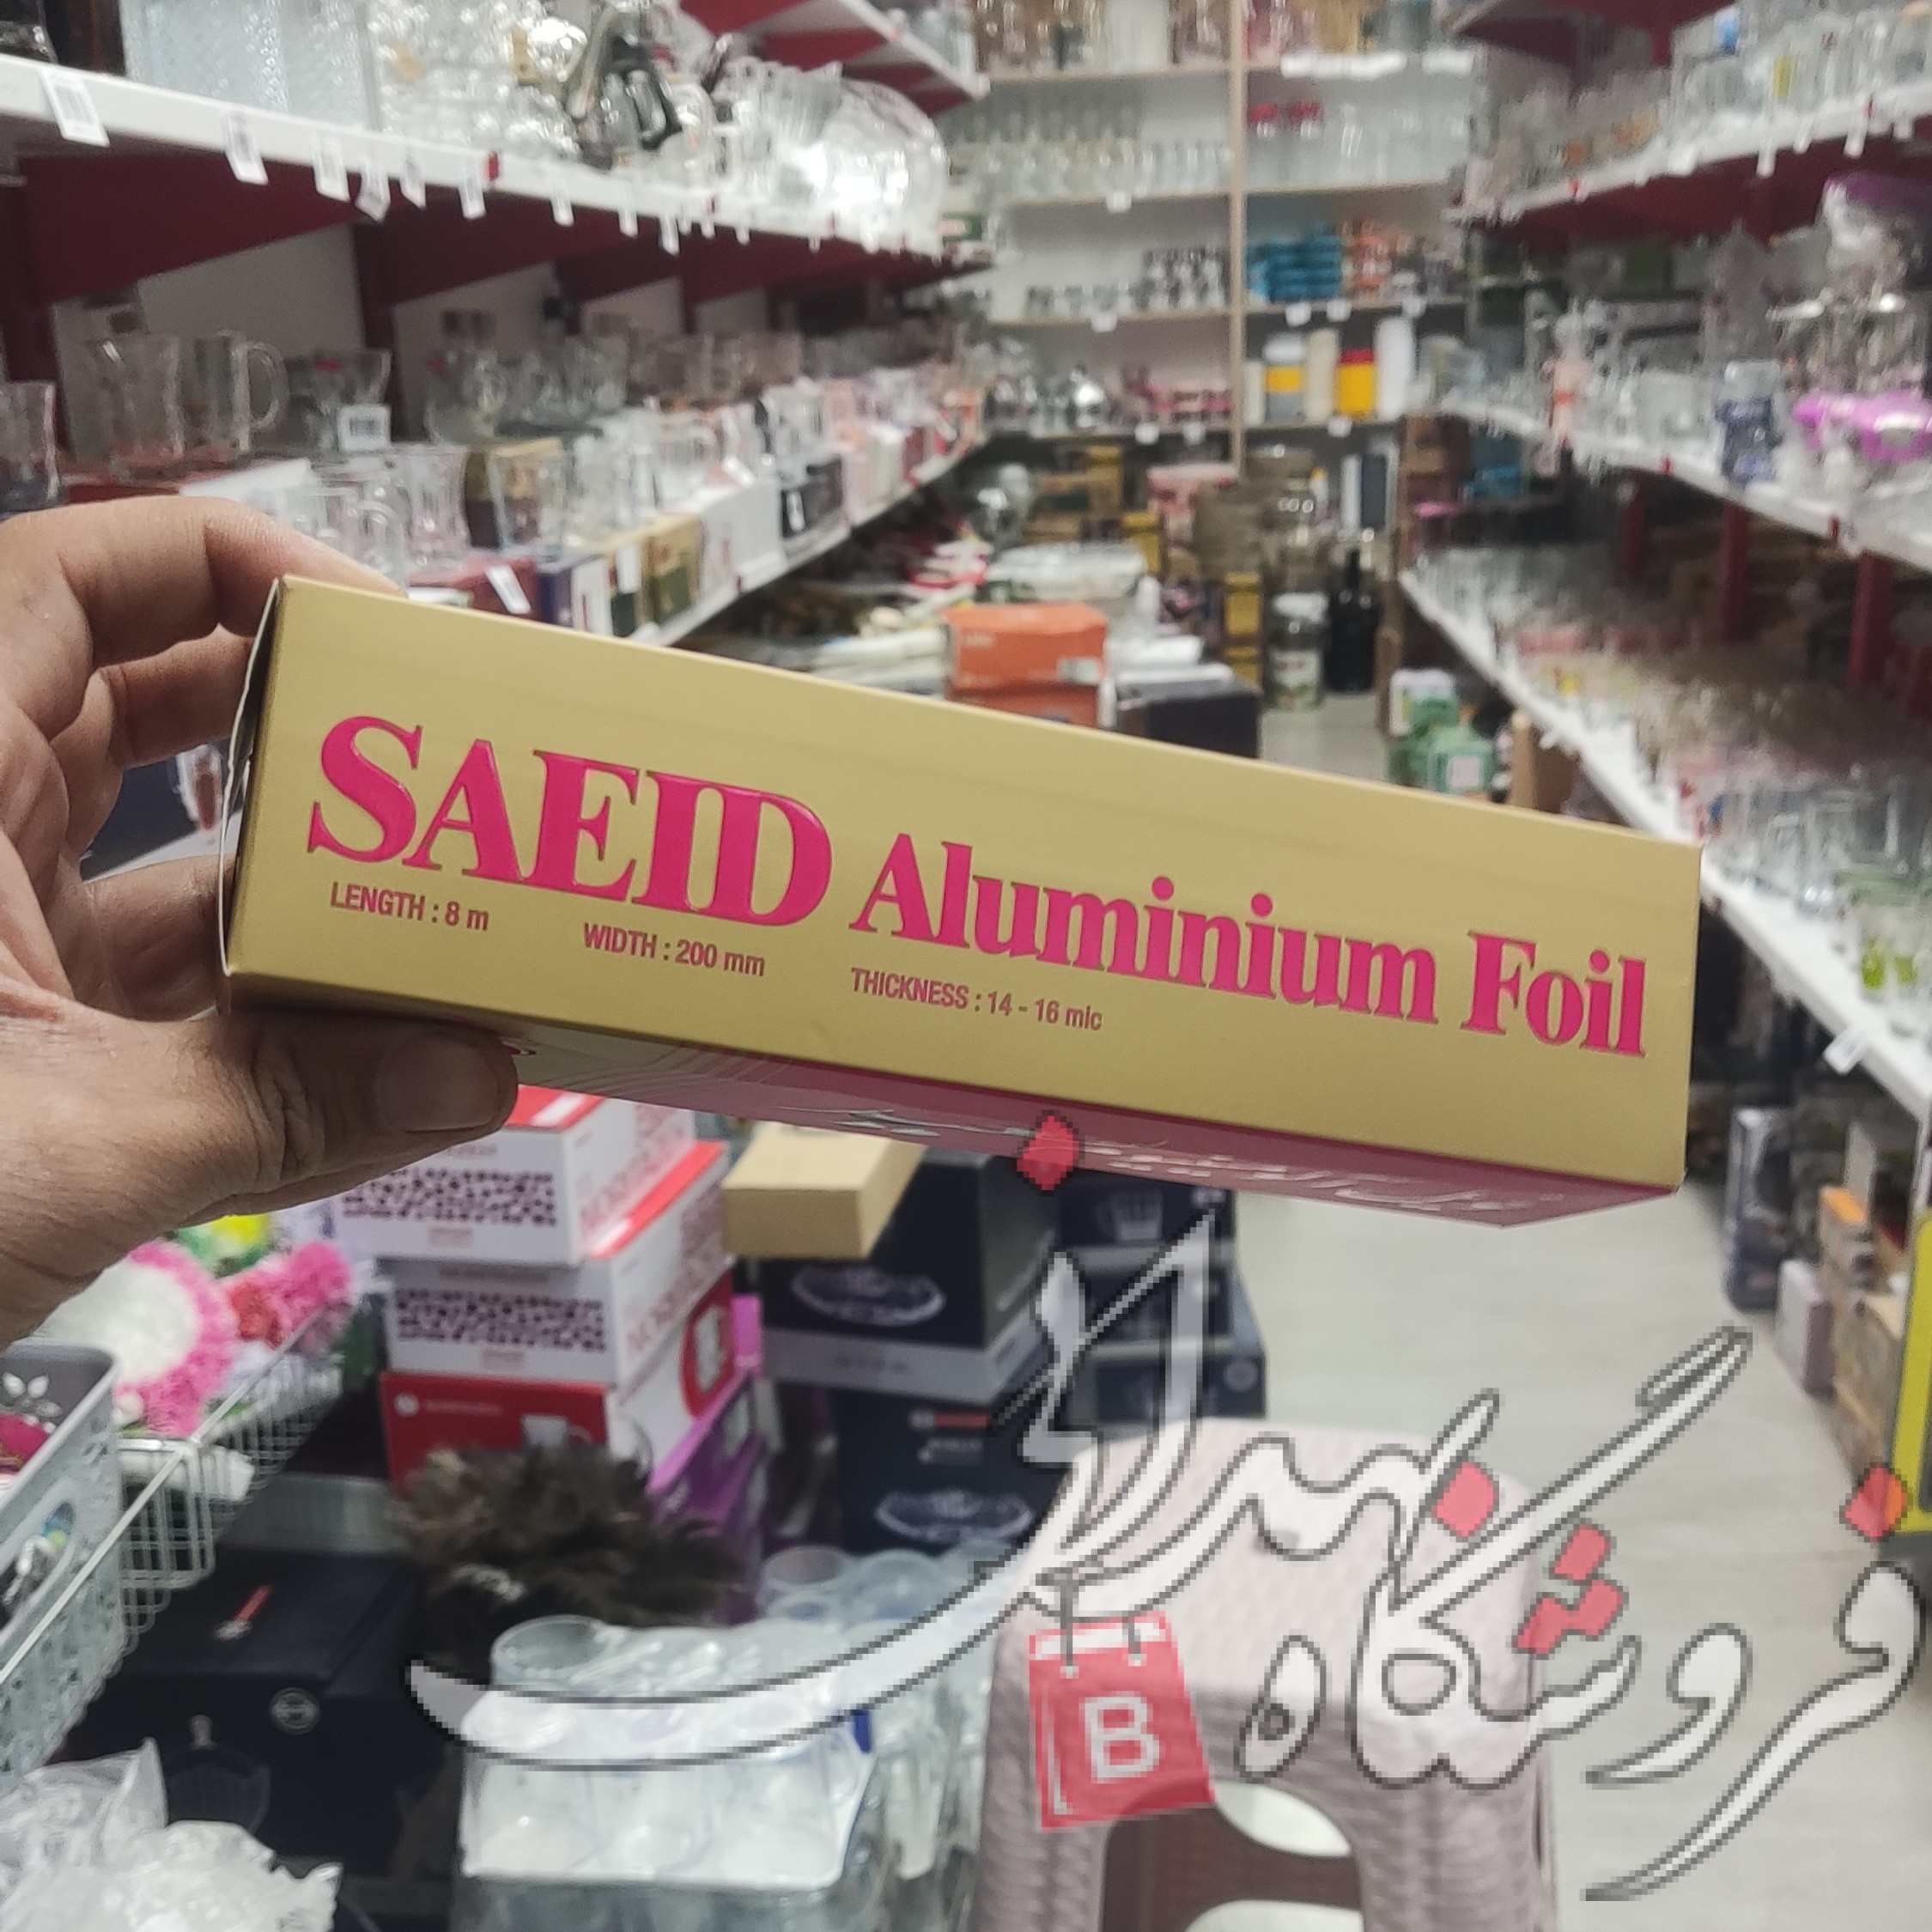 SAEID Aluminium Foil
LENGTH : 8 m WIDTH : 200 mm THICKNESS : 14 - 16 mic
فروشگاه
B